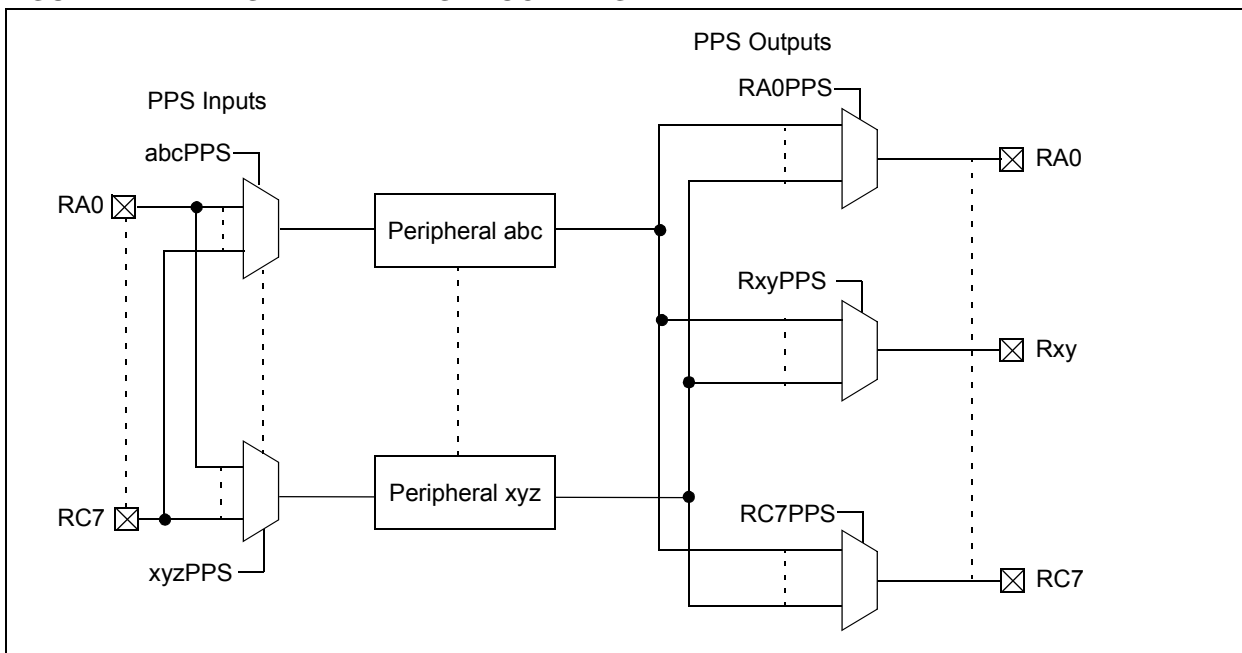 PPS Outputs
RA0PPS
PPS Inputs
abcPPS
RA0
RA0
Peripheral abc
RxyPPS
Rxy
Peripheral xyz
RC7
RC7PPS
xyzPPS
RC7